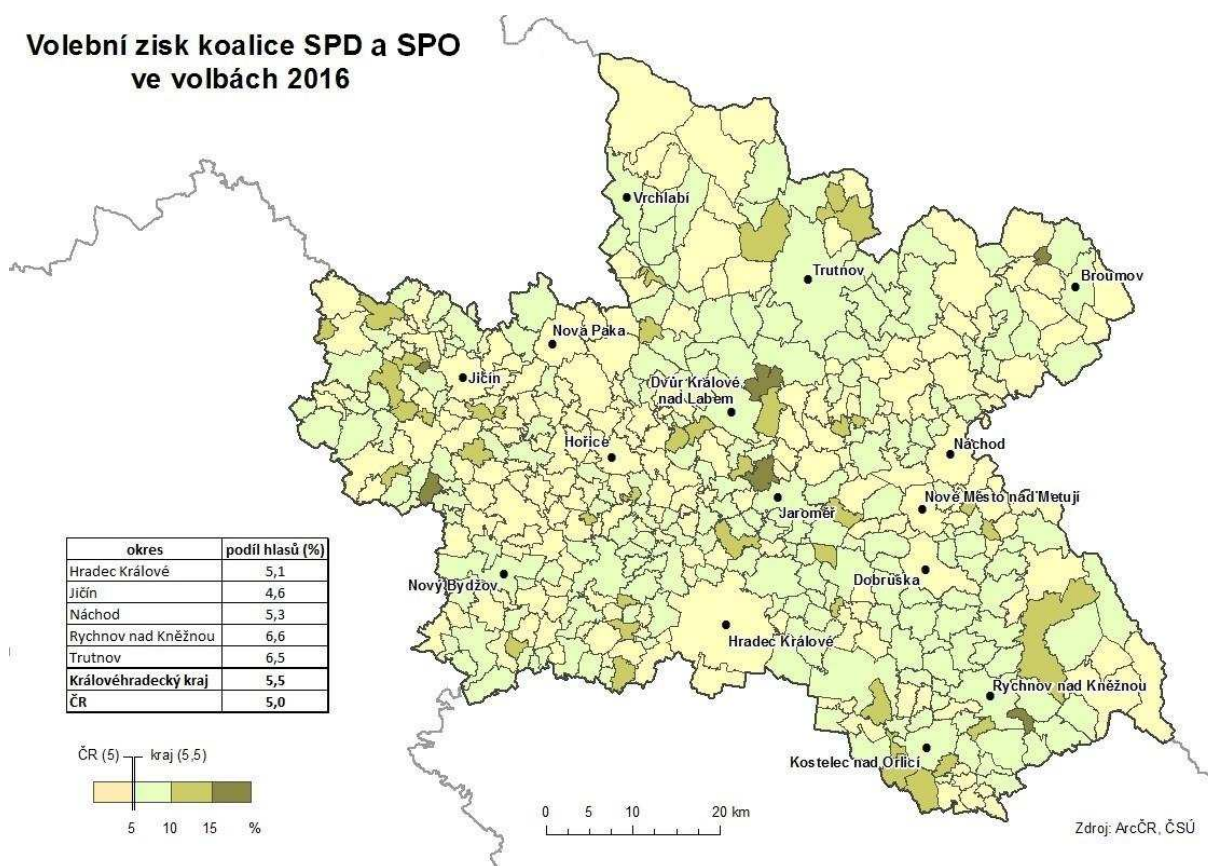 Volební zisk koalice SPD a SPO
ve volbách 2016
Vrchlabí
Trutnov
Broumov
Nová Paka
Jičín
Dvůr Králové
nad Labem
Hořice
Náchod
Nové Město nad Metují
Jaroměř
Nový Bydžov
Dobruška
Hradec Králové
Rychnov nad Kněžnou
Kostelec nad Orlicí
okres podíl hlasů (%)
Hradec Králové 5,1
Jičín 4,6
Náchod 5,3
Rychnov nad Kněžnou 6,6
Trutnov 6,5
Královéhradecký kraj 5,5
ČR 5,0
ČR (5) kraj (5,5)
5 10 15 %
0 5 10 20 km
Zdroj: ArcČR, ČSÚ